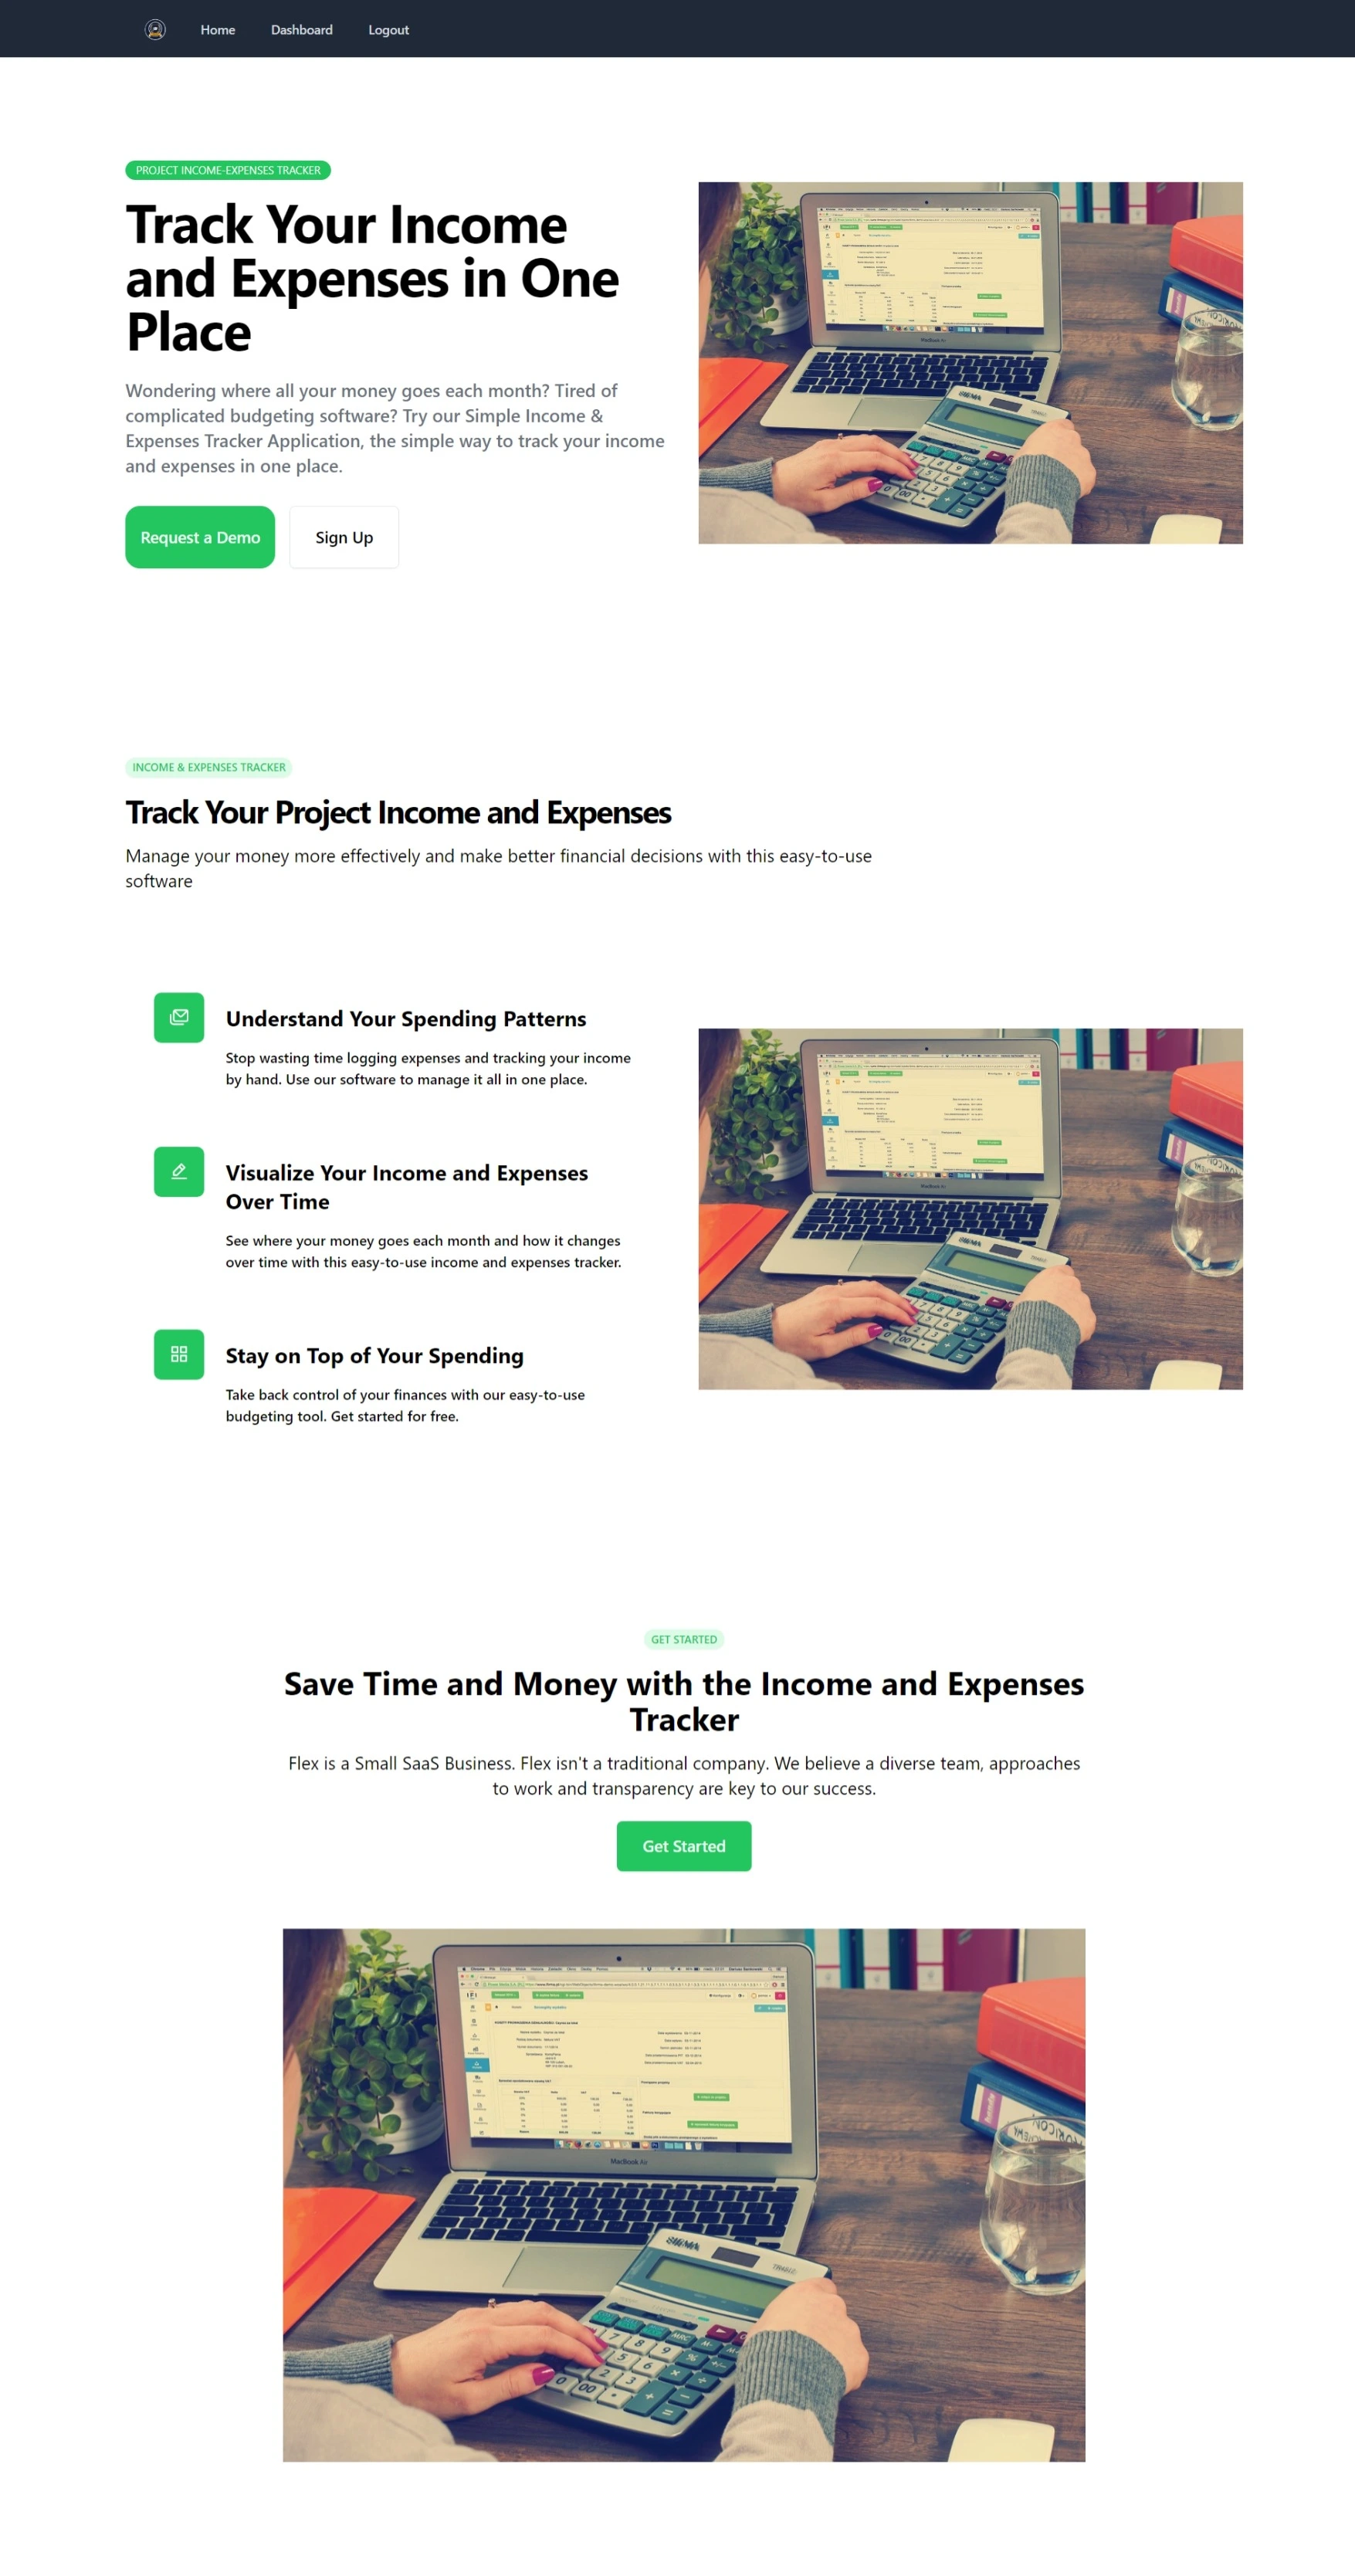 Home Dashboard Logout
PROJECT INCOME-EXPENSES TRACKER
Track Your Income
and Expenses in One
Place
Wondering where all your money goes each month? Tired of
complicated budgeting software? Try our Simple Income &
Expenses Tracker Application, the simple way to track your income
and expenses in one place.
Request a Demo Sign Up
INCOME & EXPENSES TRACKER
Track Your Project Income and Expenses
Manage your money more effectively and make better financial decisions with this easy-to-use
software
Understand Your Spending Patterns
Stop wasting time logging expenses and tracking your income
by hand. Use our software to manage it all in one place.
Visualize Your Income and Expenses
Over Time
See where your money goes each month and how it changes
over time with this easy-to-use income and expenses tracker.
Stay on Top of Your Spending
Take back control of your finances with our easy-to-use
budgeting tool. Get started for free.
GET STARTED
Save Time and Money with the Income and Expenses
Tracker
Flex is a Small SaaS Business. Flex isn't a traditional company. We believe a diverse team, approaches
to work and transparency are key to our success.
Get Started
MacBook Air
SIGMA